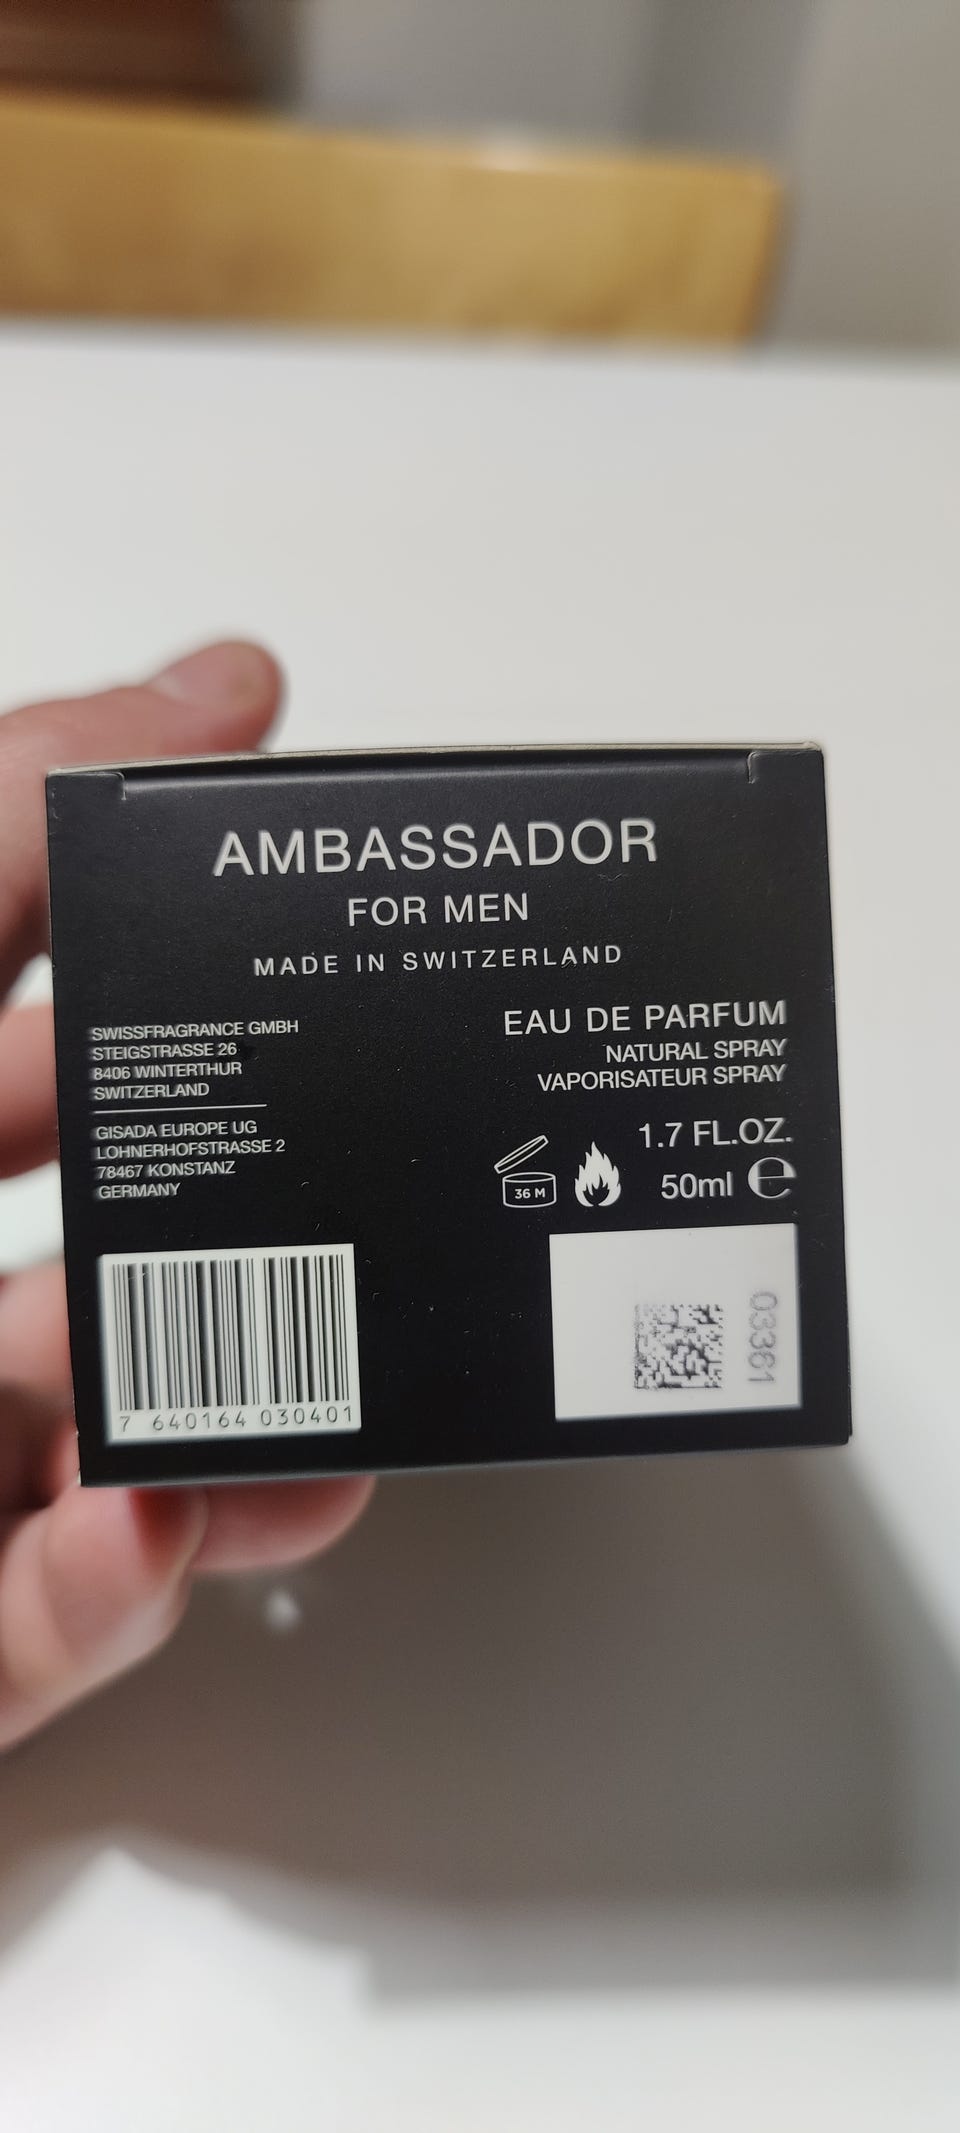 AMBASSADOR
FOR MEN
MADE IN SWITZERLAND
SWISSFRAGRANCE GMBH
STEIGSTRASSE 26
8406 WINTERTHUR
SWITZERLAND
GISADA EUROPE UG
LOHNERHOFSTRASSE 2
78467 KONSTANZ
GERMANY
EAU DE PARFUM
NATURAL SPRAY
VAPORISATEUR SPRAY
1.7 FL.OZ.
36 M
50ml e
7 640164 030401
03361